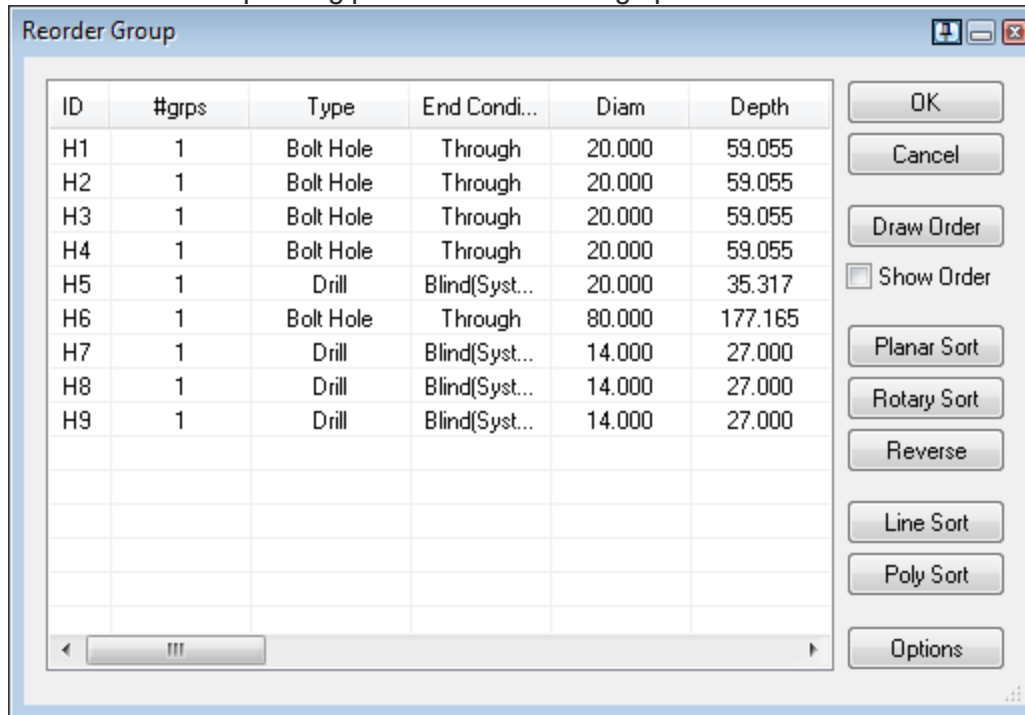 Reorder Group
ID #grps Type End Condi... Diam Depth
H1 1 Bolt Hole Through 20.000 59.055
H2 1 Bolt Hole Through 20.000 59.055
H3 1 Bolt Hole Through 20.000 59.055
H4 1 Bolt Hole Through 20.000 59.055
H5 1 Drill Blind(Syst... 20.000 35.317
H6 1 Bolt Hole Through 80.000 177.165
H7 1 Drill Blind(Syst... 14.000 27.000
H8 1 Drill Blind(Syst... 14.000 27.000
H9 1 Drill Blind(Syst... 14.000 27.000
OK
Cancel
Draw Order
Show Order
Planar Sort
Rotary Sort
Reverse
Line Sort
Poly Sort
Options